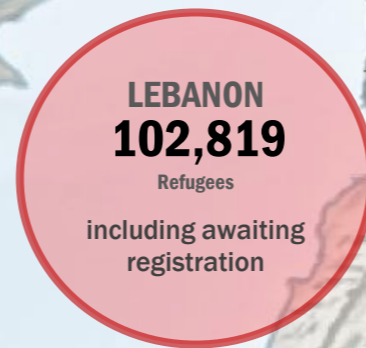 LEBANON
102,819
Refugees
including awaiting
registration